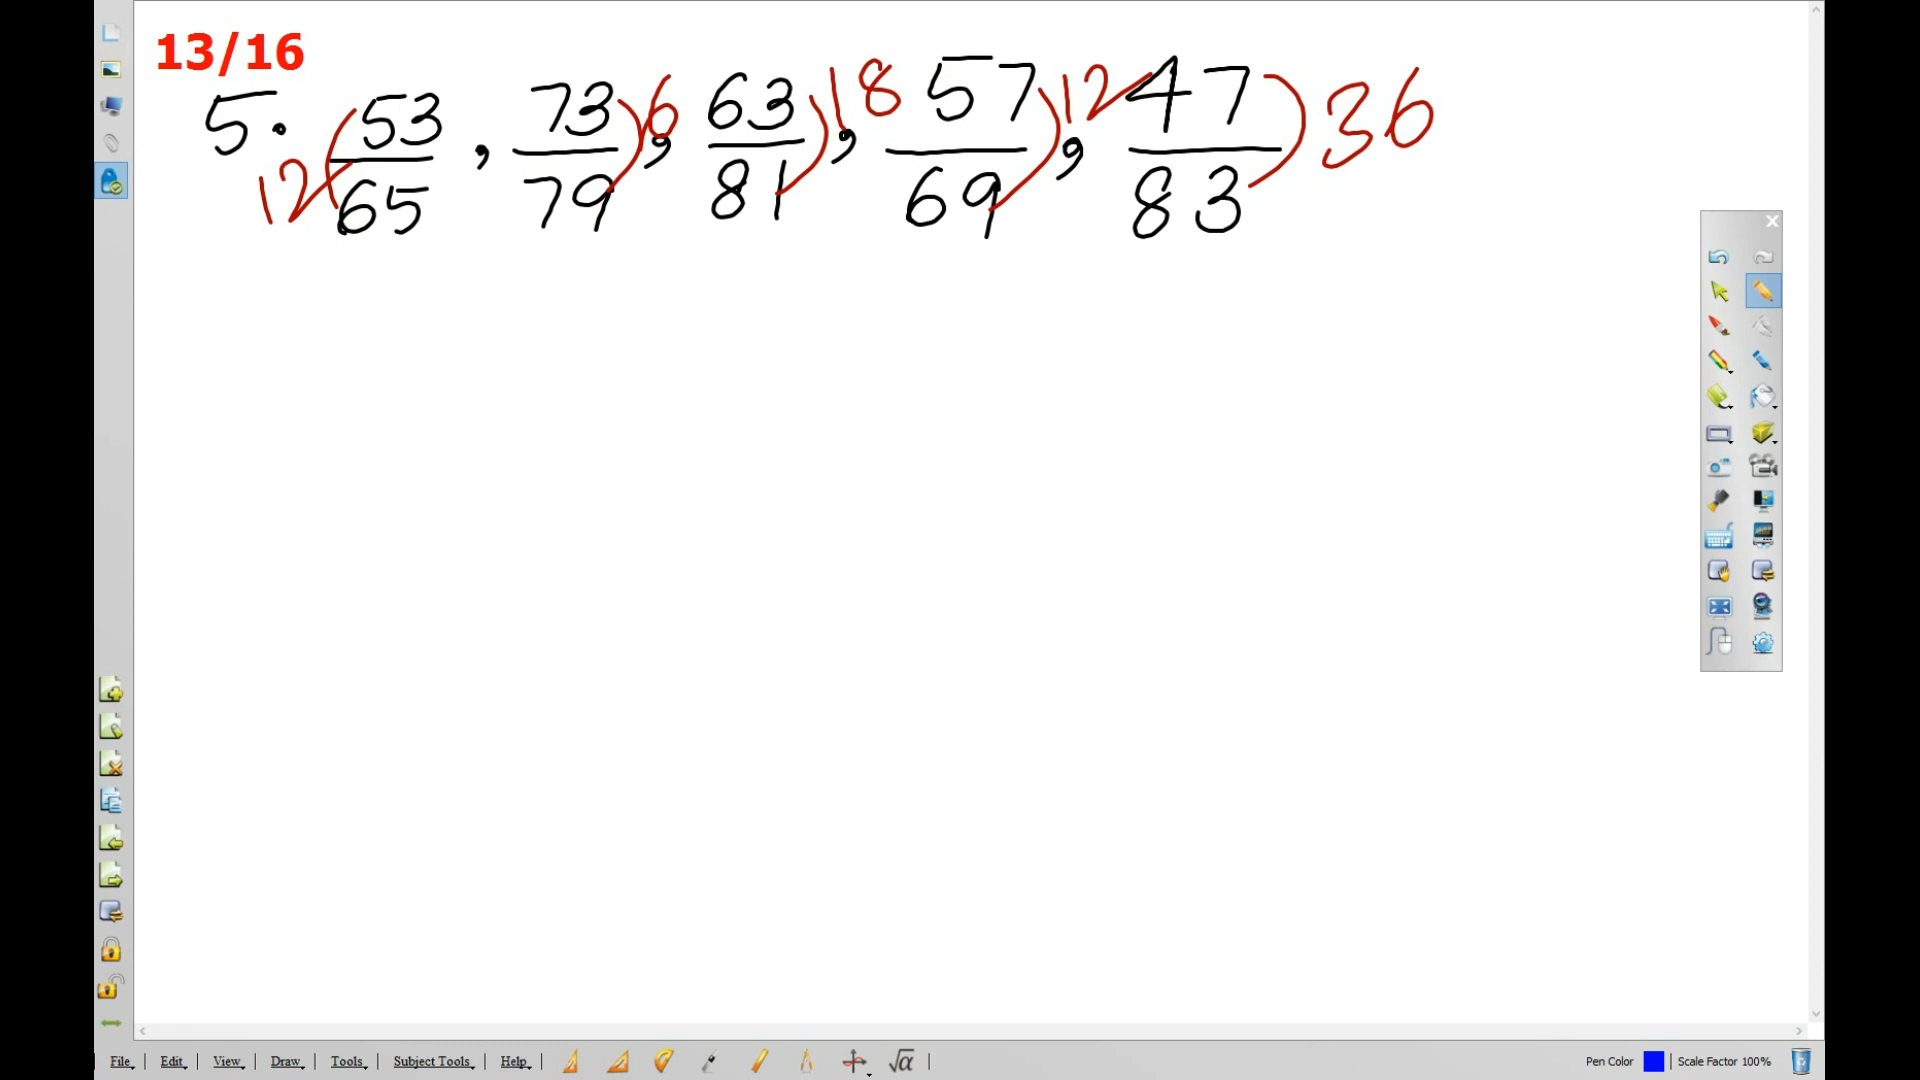 13/16
5. 12 53/65 , 73/79 6 , 63/81 18 , 57/69 12 , 47/83 36
File Edit View Draw Tools Subject Tools Help Pen Color Scale Factor 100%